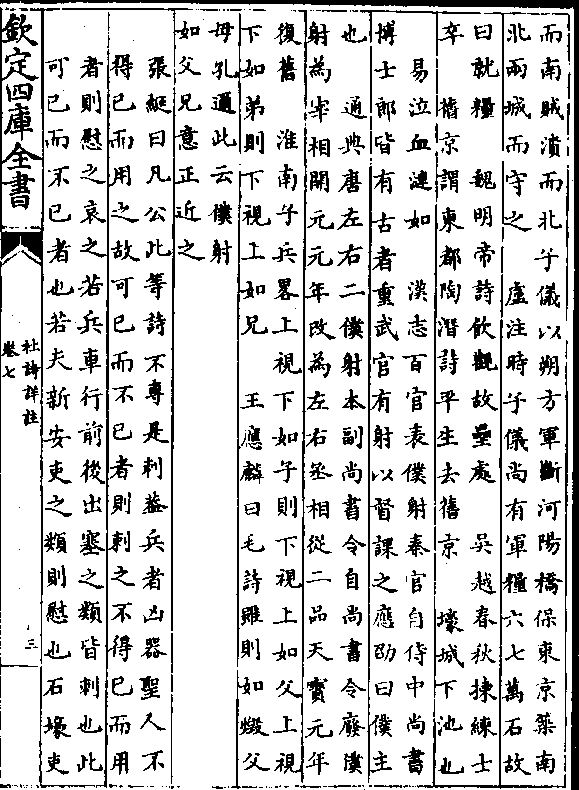 而南賊潰而北子儀以朔方軍斷河陽橋保東京築南
北兩城而守之　盧注時子儀尚有軍糧六七萬石故
曰就糧　魏明帝詩飲觀故壘處　吳越春秋揀練士
卒　舊京謂東都陶潛詩平生去舊京　壕城下池也
易泣血漣如　漢志百官表僕射秦官自侍中尚書
博士郎皆有古者重武官有射以督課之應劭曰僕主
也　通典唐左右二僕射本副尚書令自尚書令廢漢
射為宰相開元元年改為左右丞相從二品天寶元年
復舊　淮南子兵畧上視下如子則下視上如父上視
下如弟則下視上如兄　王應麟曰毛詩雖則如燬父
母孔邇此云僕射
如父兄意正近之
張綖曰凡公此等詩不專是刺葢兵者凶器聖人不
得已而用之故可已而不已者則刺之不得已而用
者則慰之哀之若兵車行前後出塞之類皆刺也此
可已而不已者也若夫新安吏之類則慰也石壕吏
欽定四庫全書
杜詩詳註
卷七
三